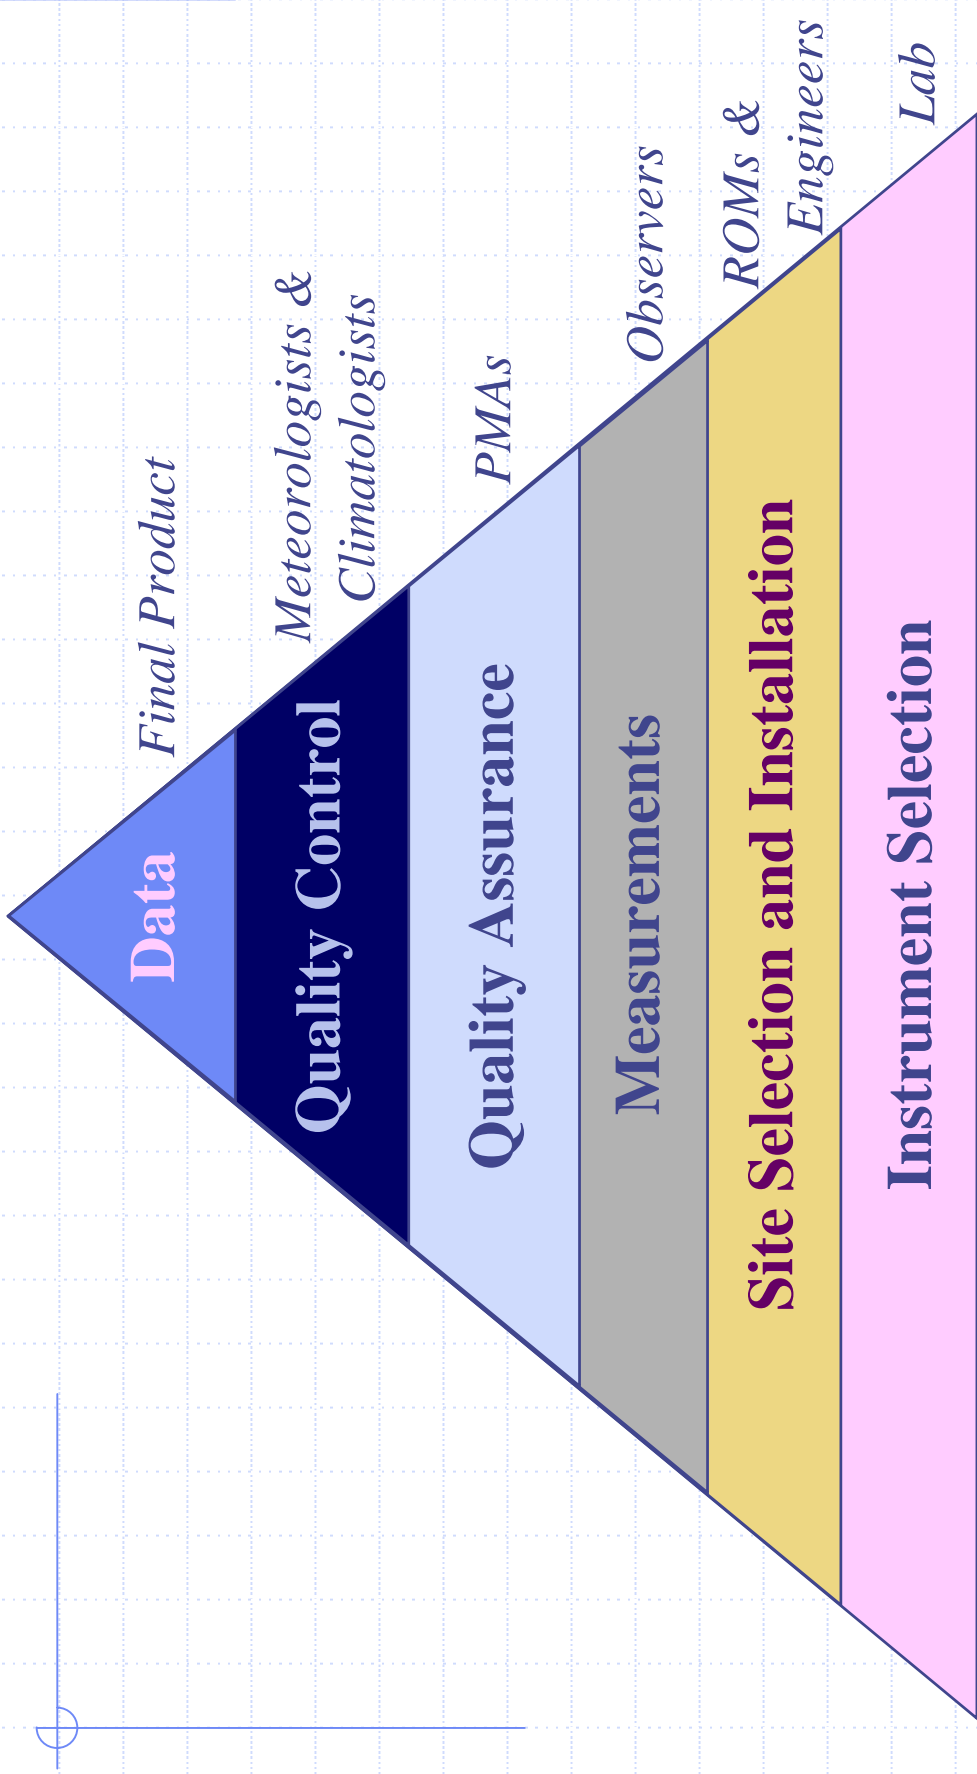 Data
Final Product
Quality Control
Meteorologists &
Climatologists
Quality Assurance
PMAs
Measurements
Observers
Site Selection and Installation
ROMs &
Engineers
Instrument Selection
Lab